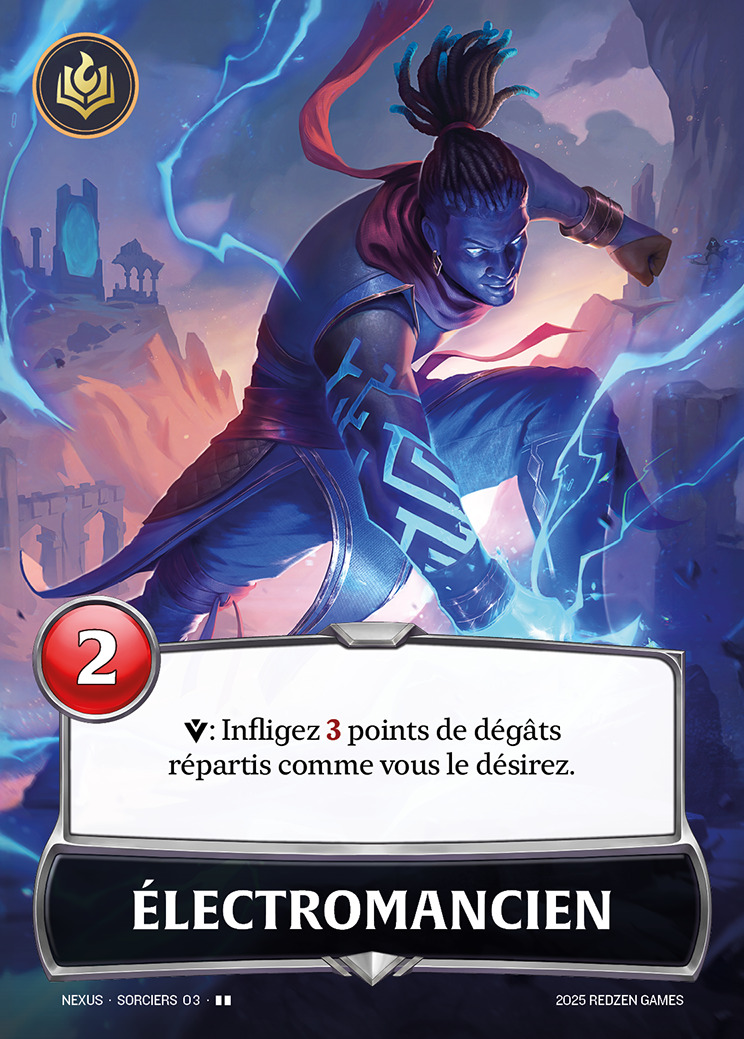 2
: Infligez 3 points de dégâts
répartis comme vous le désirez.
ÉLECTROMANCIEN
NEXUS · SORCIERS 03 ·
2025 REDZEN GAMES